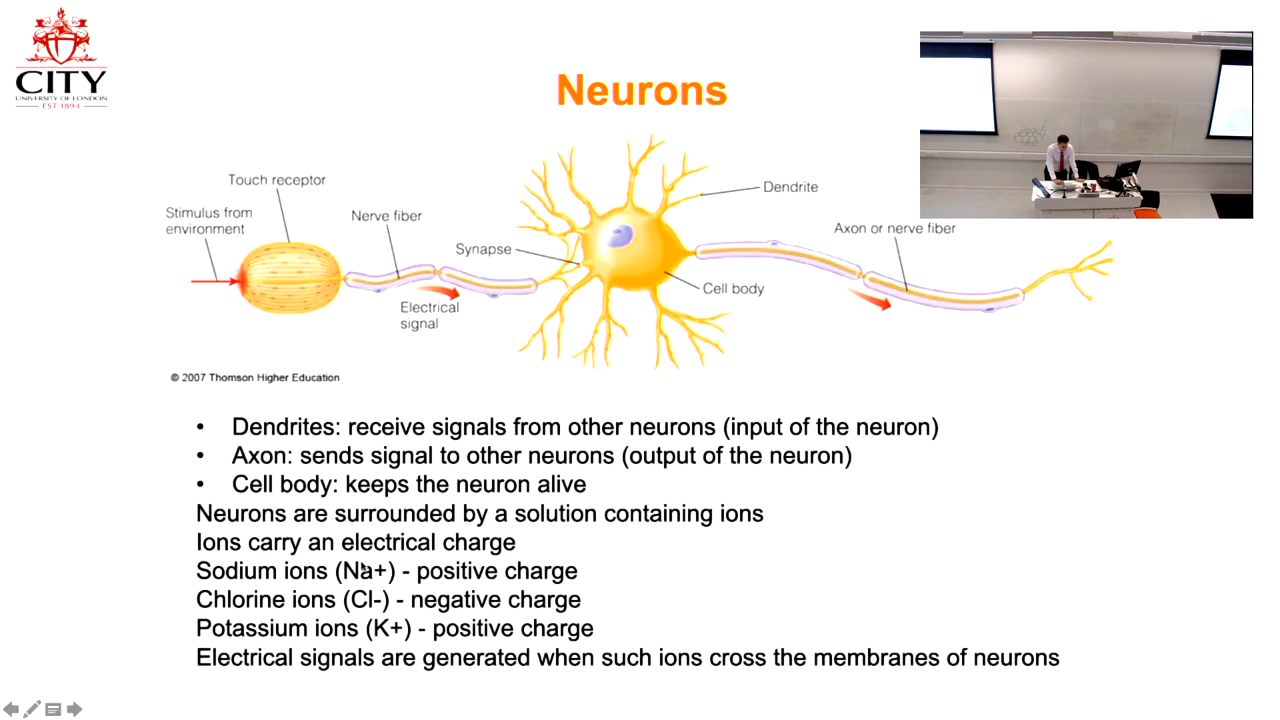 CITY
UNIVERSITY OF LONDON
EST 1894
Neurons
Touch receptor
Stimulus from
environment
Nerve fiber
Synapse
Electrical
signal
Dendrite
Cell body
Axon or nerve fiber
© 2007 Thomson Higher Education
• Dendrites: receive signals from other neurons (input of the neuron)
• Axon: sends signal to other neurons (output of the neuron)
• Cell body: keeps the neuron alive
Neurons are surrounded by a solution containing ions
Ions carry an electrical charge
Sodium ions (Na+) - positive charge
Chlorine ions (Cl-) - negative charge
Potassium ions (K+) - positive charge
Electrical signals are generated when such ions cross the membranes of neurons